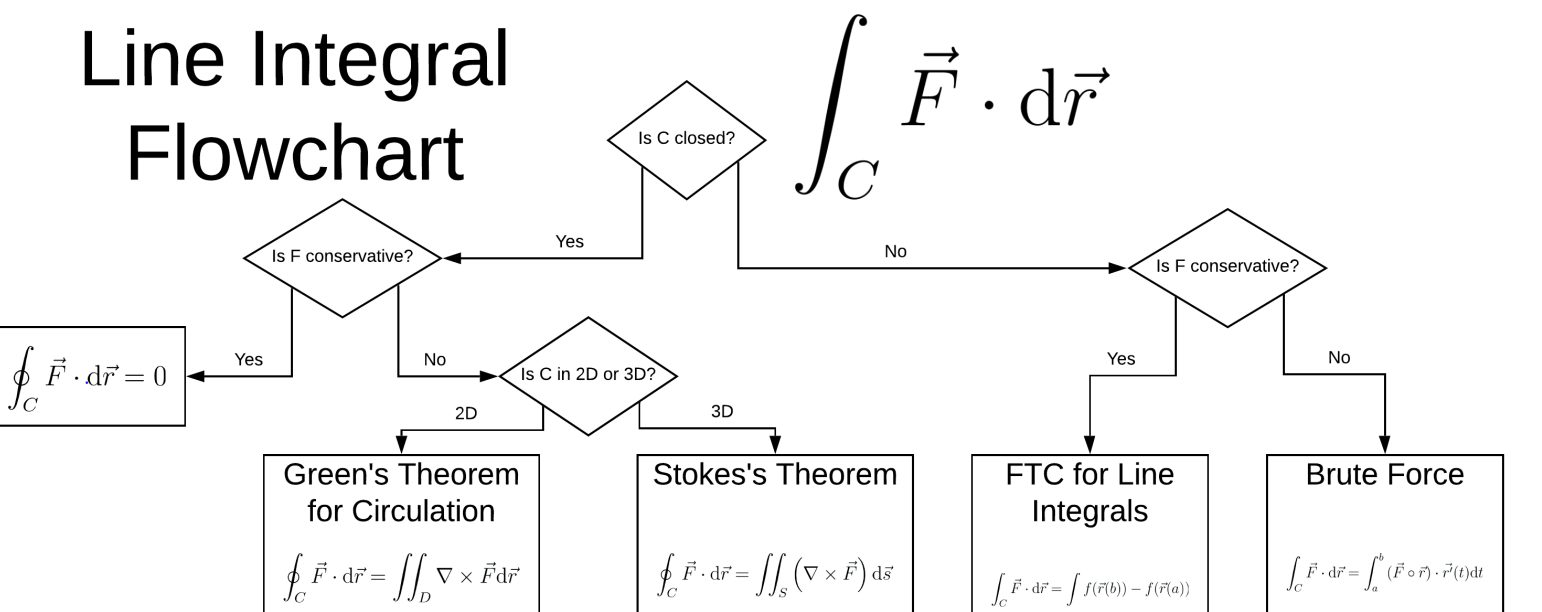 Line Integral
Flowchart
∫_C F⃗ · dr⃗
Is C closed?
Yes
No
Is F conservative?
Is F conservative?
Yes
No
Is C in 2D or 3D?
Yes
No
∮_C F⃗ · dr⃗ = 0
2D
3D
Green's Theorem
for Circulation
∮_C F⃗ · dr⃗ = ∬_D ∇ × F⃗dr⃗
Stokes's Theorem
∮_C F⃗ · dr⃗ = ∬_S (∇ × F⃗) ds⃗
FTC for Line
Integrals
∫_C F⃗ · dr⃗ = ∫ f(r⃗(b)) − f(r⃗(a))
Brute Force
∫_C F⃗ · dr⃗ = ∫_a^b (F⃗ ∘ r⃗) · r⃗′(t)dt